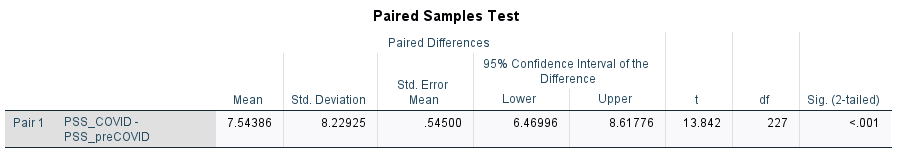 Paired Samples Test
Paired Differences
95% Confidence Interval of the
Difference
Std. Error
Mean
Mean Std. Deviation Lower Upper t df Sig. (2-tailed)
Pair 1 PSS_COVID - 7.54386 8.22925 .54500 6.46996 8.61776 13.842 227 <.001
PSS_preCOVID